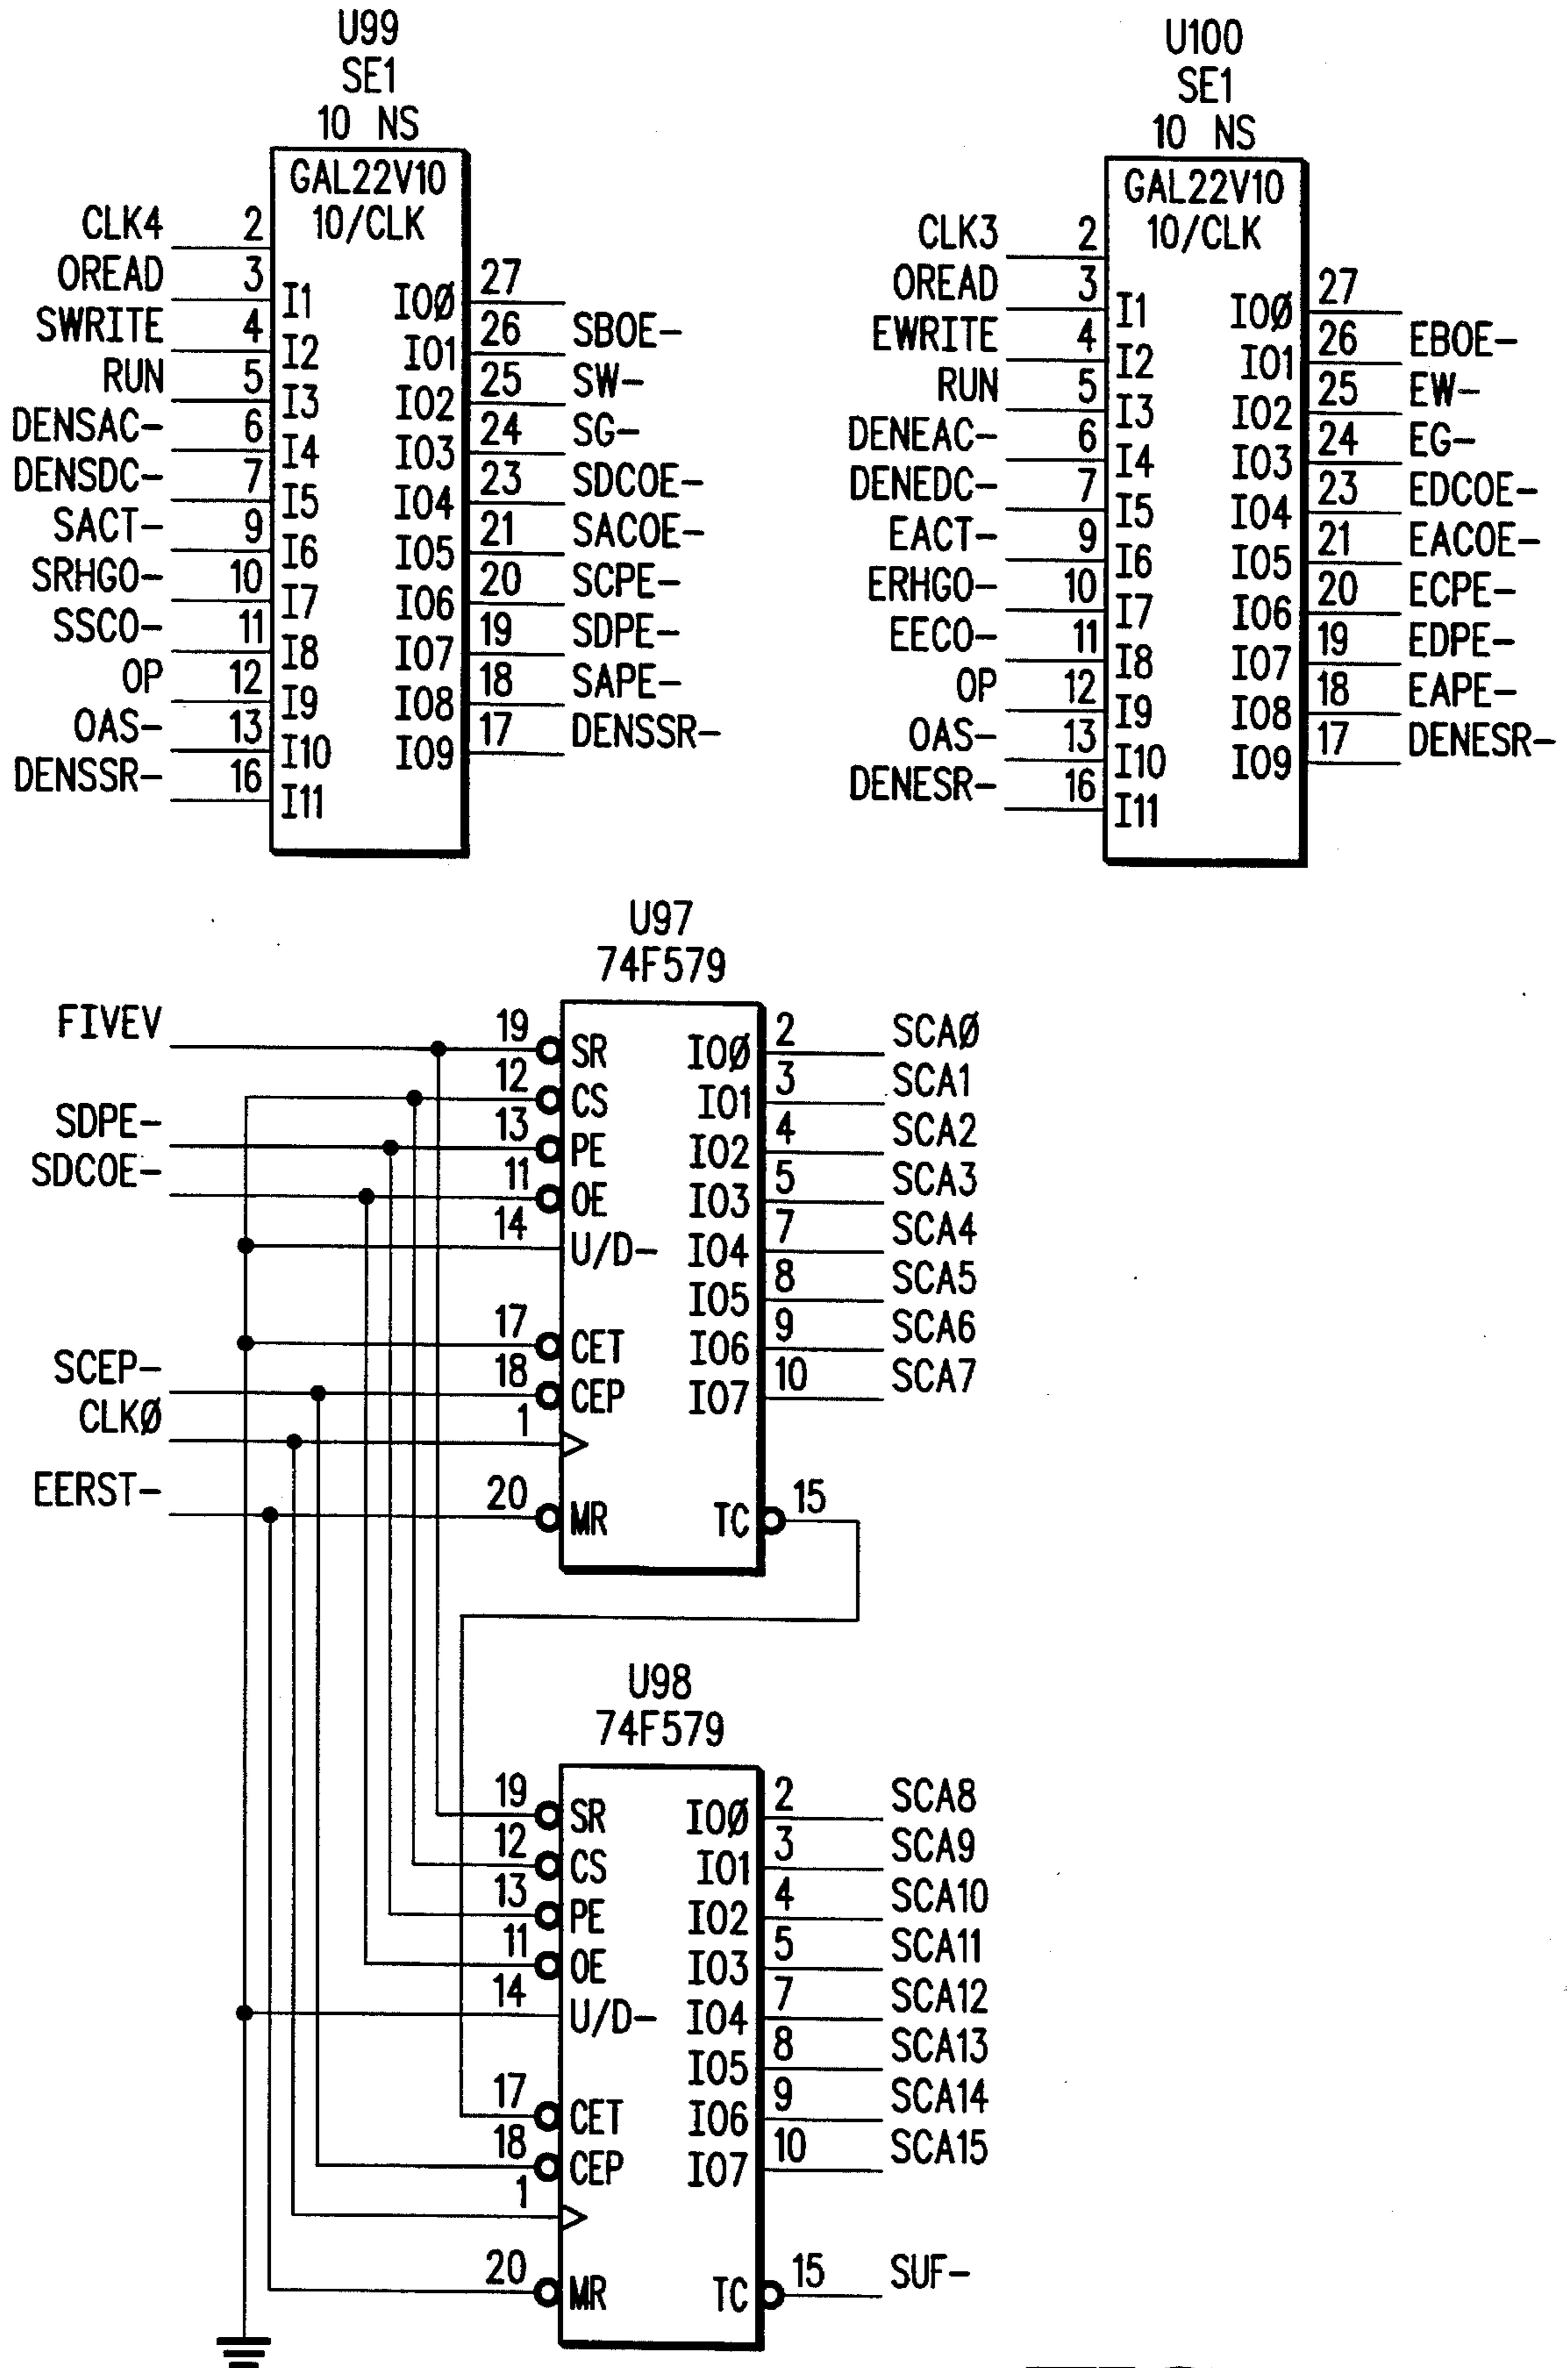 U99
SE1
10 NS
GAL22V10
10/CLK
CLK4 2
OREAD 3 I1 IOØ 27
SWRITE 4 I2 IO1 26 SBOE-
RUN 5 I3 IO2 25 SW-
DENSAC- 6 I4 IO3 24 SG-
DENSDC- 7 I5 IO4 23 SDCOE-
SACT- 9 I6 IO5 21 SACOE-
SRHGO- 10 I7 IO6 20 SCPE-
SSCO- 11 I8 IO7 19 SDPE-
OP 12 I9 IO8 18 SAPE-
OAS- 13 I10 IO9 17 DENSSR-
DENSSR- 16 I11
U100
SE1
10 NS
GAL22V10
10/CLK
CLK3 2
OREAD 3 I1 IOØ 27
EWRITE 4 I2 IO1 26 EBOE-
RUN 5 I3 IO2 25 EW-
DENEAC- 6 I4 IO3 24 EG-
DENEDC- 7 I5 IO4 23 EDCOE-
EACT- 9 I6 IO5 21 EACOE-
ERHGO- 10 I7 IO6 20 ECPE-
EECO- 11 I8 IO7 19 EDPE-
OP 12 I9 IO8 18 EAPE-
OAS- 13 I10 IO9 17 DENESR-
DENESR- 16 I11
U97
74F579
FIVEV 19 SR IOØ 2 SCAØ
12 CS IO1 3 SCA1
SDPE- 13 PE IO2 4 SCA2
SDCOE- 11 OE IO3 5 SCA3
14 U/D- IO4 7 SCA4
IO5 8 SCA5
17 CET IO6 9 SCA6
SCEP- 18 CEP IO7 10 SCA7
CLKØ 1
EERST- 20 MR TC 15
U98
74F579
19 SR IOØ 2 SCA8
12 CS IO1 3 SCA9
13 PE IO2 4 SCA10
11 OE IO3 5 SCA11
14 U/D- IO4 7 SCA12
IO5 8 SCA13
17 CET IO6 9 SCA14
18 CEP IO7 10 SCA15
1
20 MR TC 15 SUF-